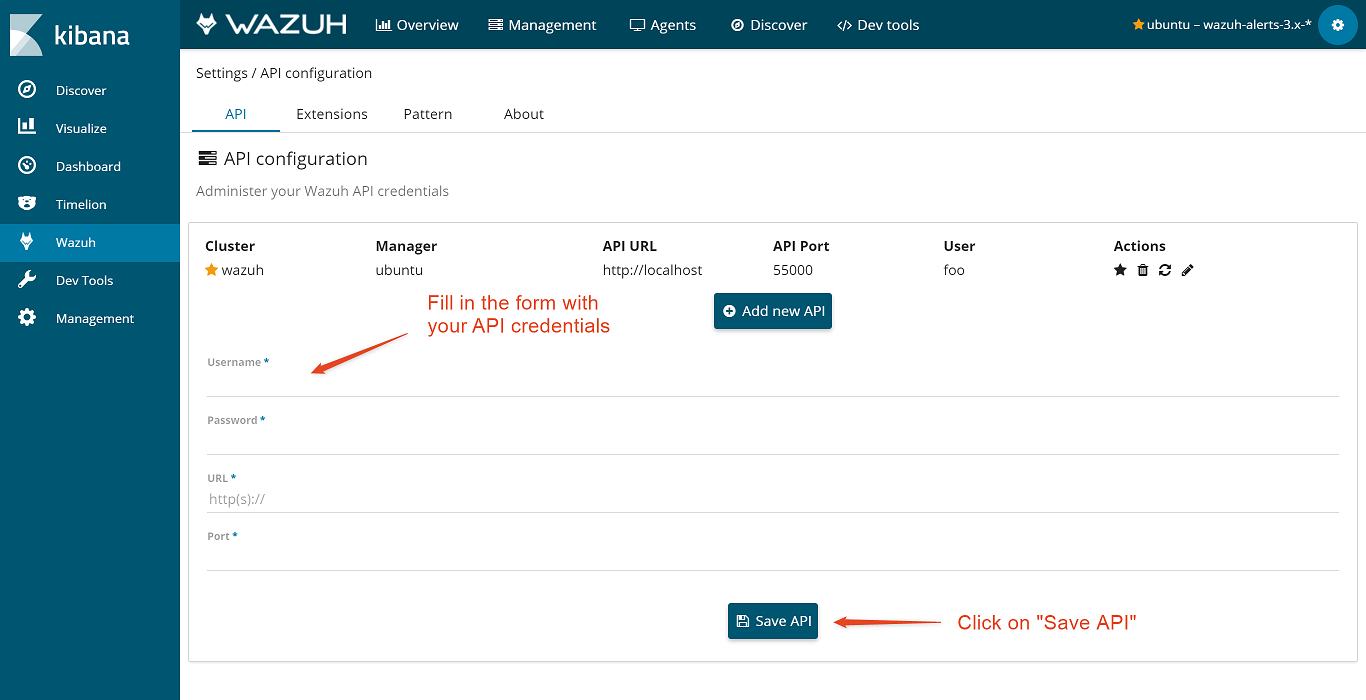 kibana
WAZUH Overview Management Agents Discover </> Dev tools ubuntu – wazuh-alerts-3.x-*
Discover
Visualize
Dashboard
Timelion
Wazuh
Dev Tools
Management
Settings / API configuration
API Extensions Pattern About
API configuration
Administer your Wazuh API credentials
Cluster Manager API URL API Port User Actions
wazuh ubuntu http://localhost 55000 foo
Fill in the form with
your API credentials
Add new API
Username *
Password *
URL *
http(s)://
Port *
Save API
Click on "Save API"